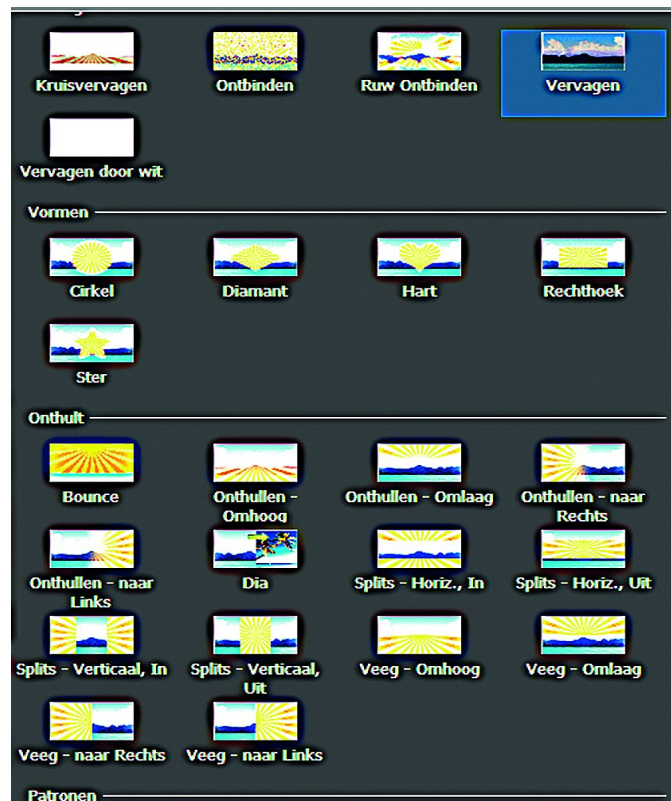 Kruisvervagen
Ontbinden
Ruw Ontbinden
Vervagen
Vervagen door wit
Vormen
Cirkel
Diamant
Hart
Rechthoek
Ster
Onthult
Bounce
Onthullen -
Omhoog
Onthullen - Omlaag
Onthullen - naar
Rechts
Onthullen - naar
Links
Dia
Splits - Horiz., In
Splits - Horiz., Uit
Splits - Verticaal, In
Splits - Verticaal,
Uit
Veeg - Omhoog
Veeg - Omlaag
Veeg - naar Rechts
Veeg - naar Links
Patronen